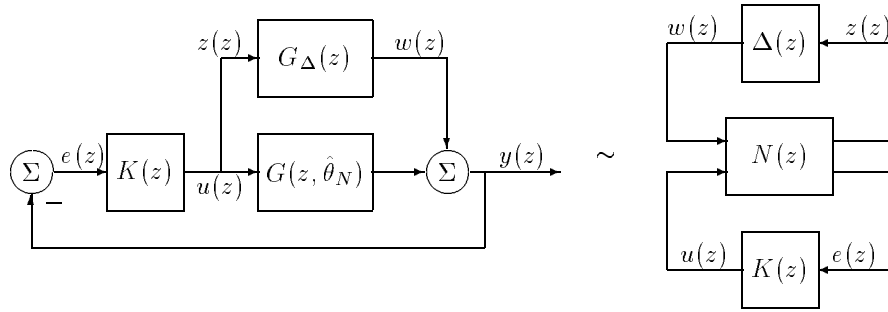 z(z) G_Δ(z) w(z)
Σ e(z) K(z) u(z) G(z, θ̂_N) Σ y(z)
−
~
w(z) Δ(z) z(z)
N(z)
u(z) K(z) e(z)